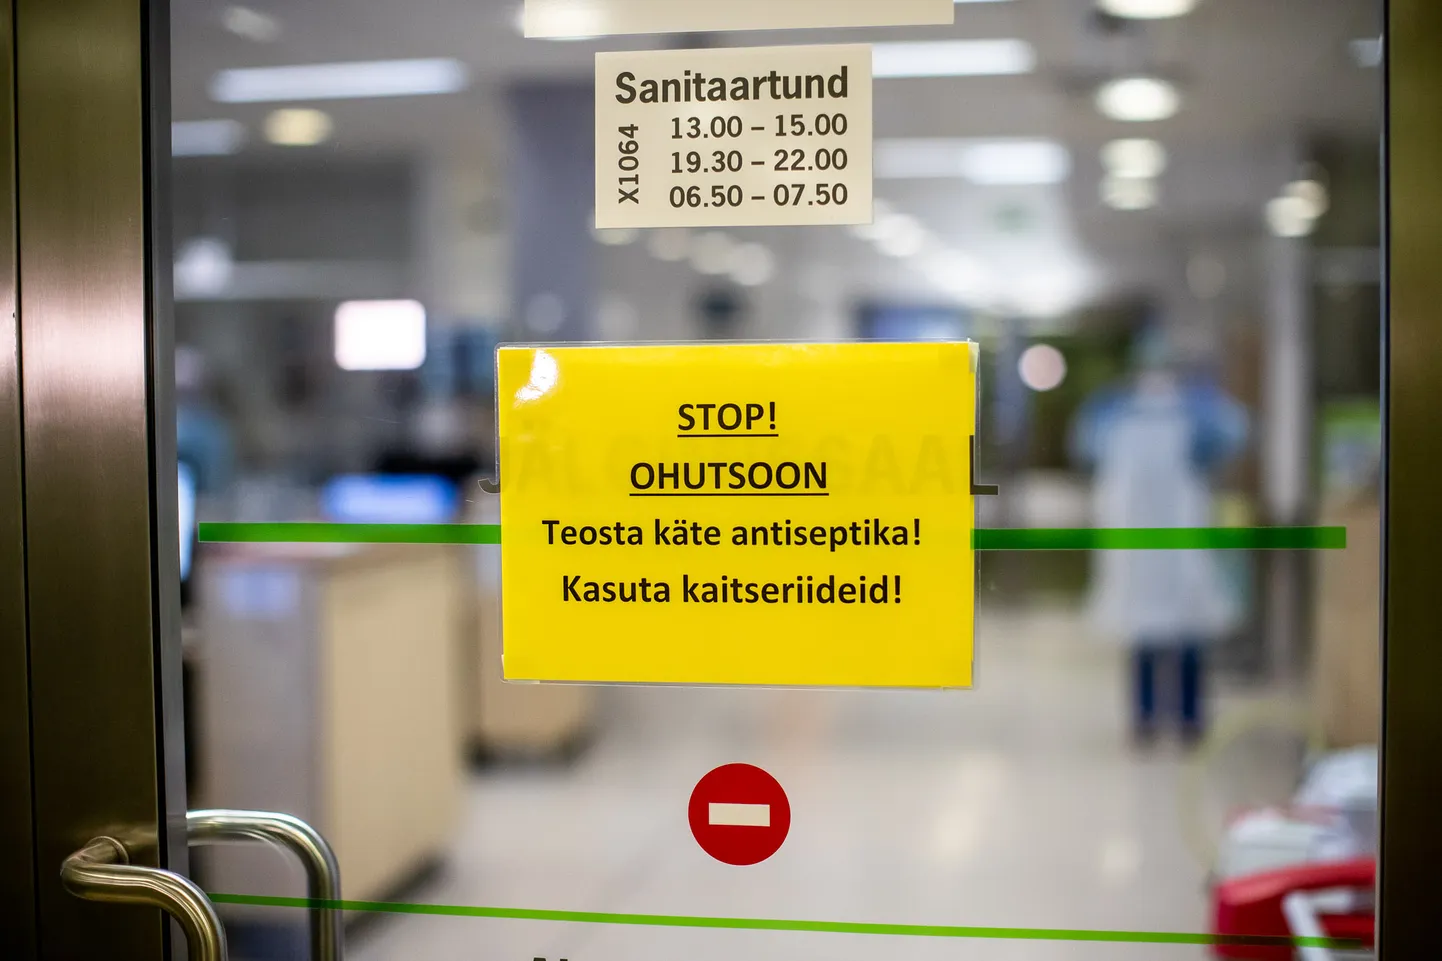 Sanitaartund
X1064
13.00 – 15.00
19.30 – 22.00
06.50 – 07.50
STOP!
OHUTSOON
Teosta käte antiseptika!
Kasuta kaitseriideid!